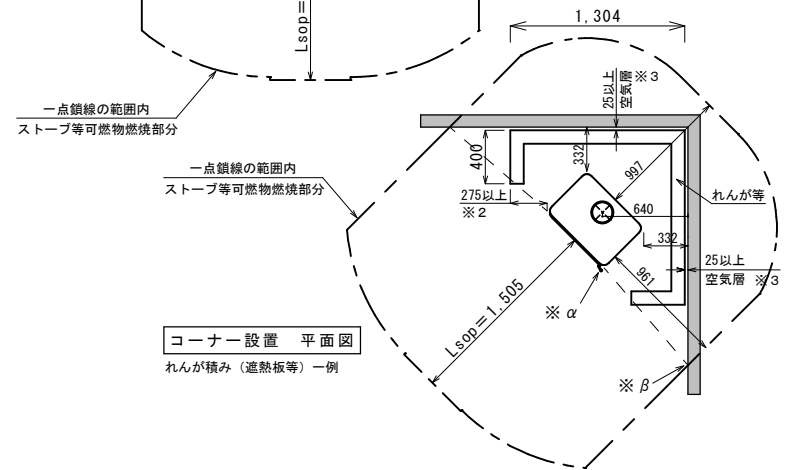 Lsop=
1,304
25以上
空気層 ※3
一点鎖線の範囲内
ストーブ等可燃物燃焼部分
400
332
997
一点鎖線の範囲内
ストーブ等可燃物燃焼部分
275以上
※2
れんが等
640
332
25以上
空気層 ※3
961
Lsop=1,505
※α
コーナー設置 平面図
れんが積み（遮熱板等）一例
※β